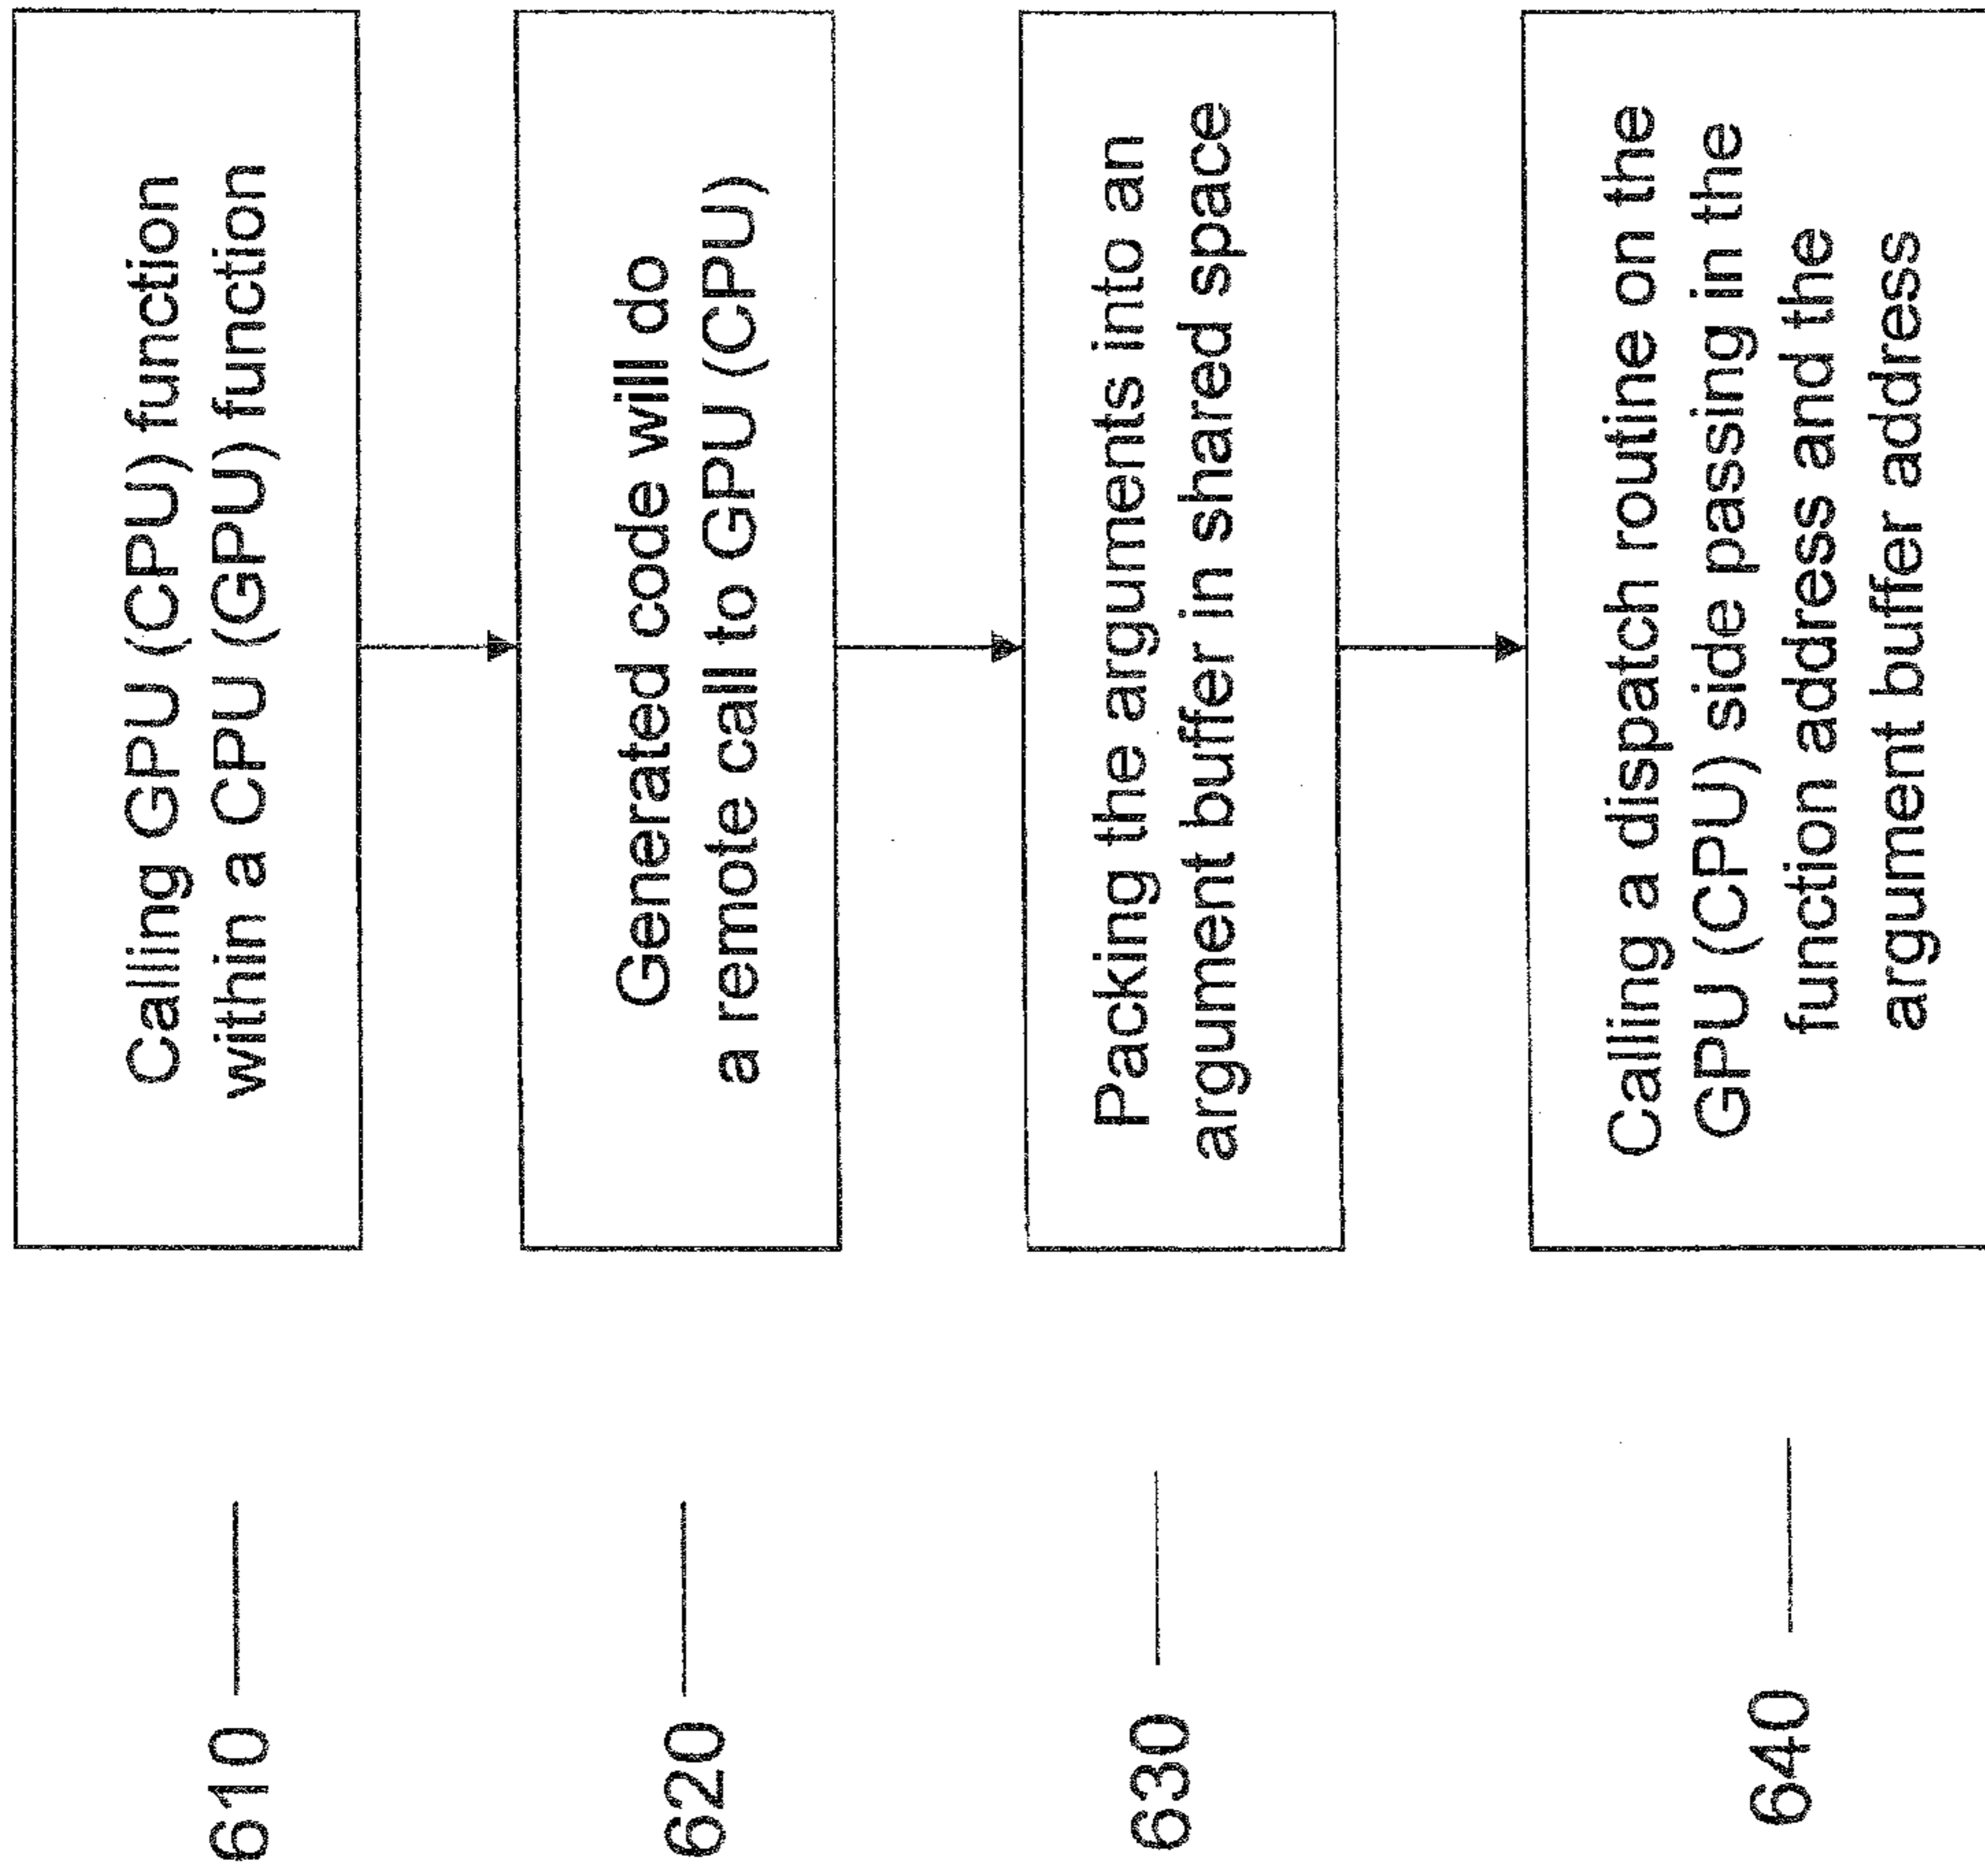 610
Calling GPU (CPU) function
within a CPU (GPU) function
620
Generated code will do
a remote call to GPU (CPU)
630
Packing the arguments into an
argument buffer in shared space
640
Calling a dispatch routine on the
GPU (CPU) side passing in the
function address and the
argument buffer address